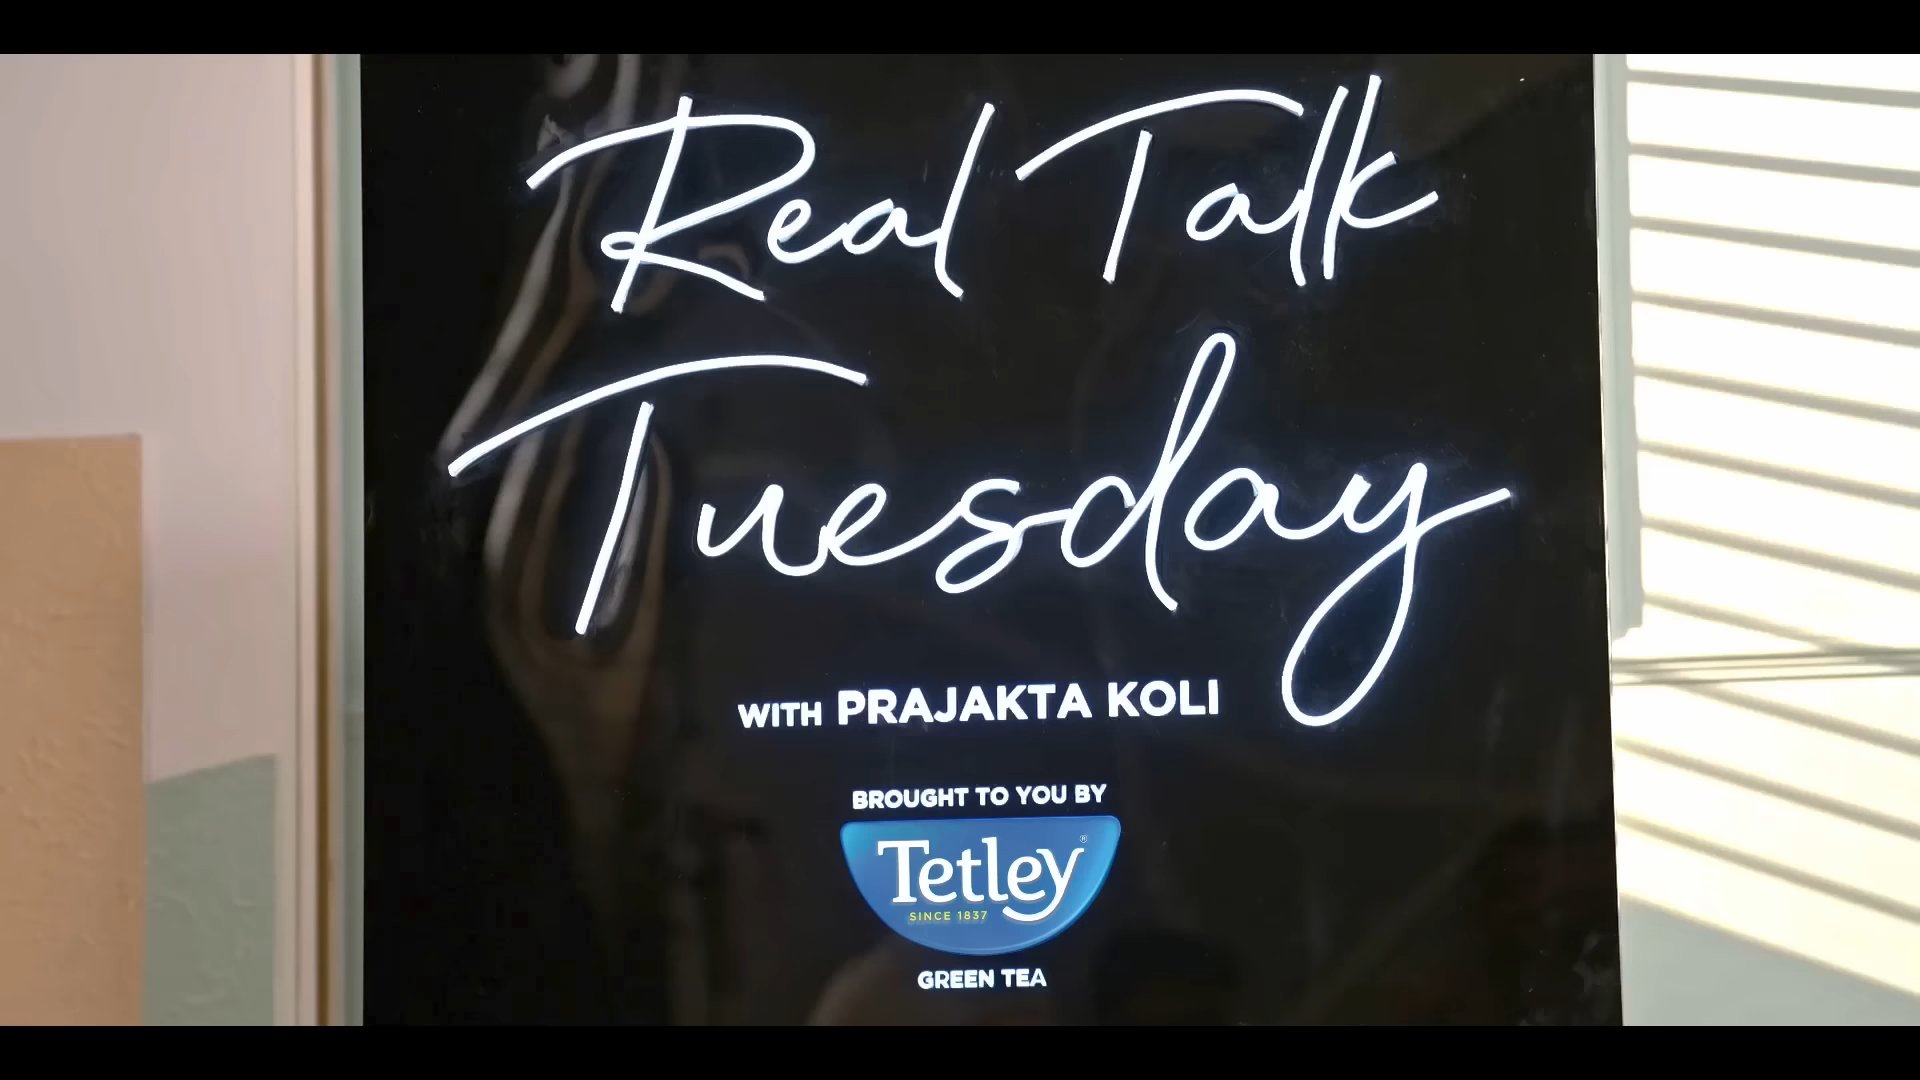 Real Talk
Tuesday
WITH PRAJAKTA KOLI
BROUGHT TO YOU BY
Tetley®
SINCE 1837
GREEN TEA